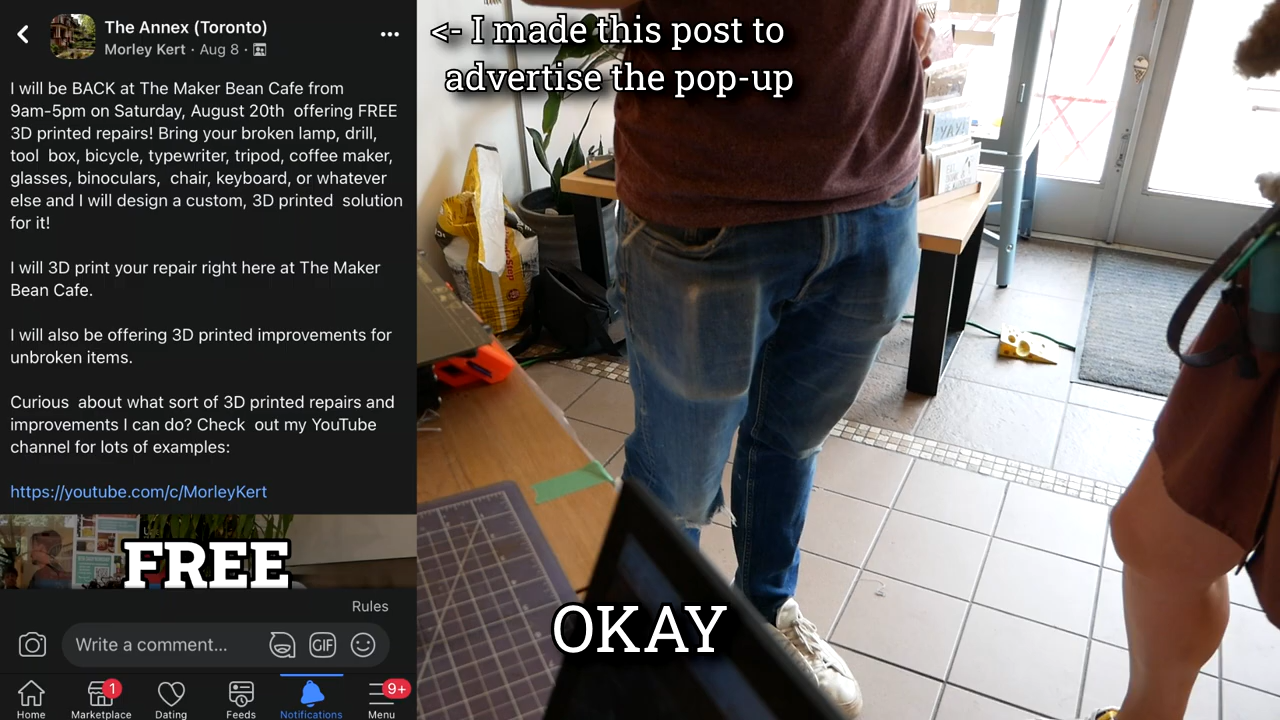 The Annex (Toronto)
Morley Kert · Aug 8 ·
I will be BACK at The Maker Bean Cafe from
9am-5pm on Saturday, August 20th offering FREE
3D printed repairs! Bring your broken lamp, drill,
tool box, bicycle, typewriter, tripod, coffee maker,
glasses, binoculars, chair, keyboard, or whatever
else and I will design a custom, 3D printed solution
for it!
I will 3D print your repair right here at The Maker
Bean Cafe.
I will also be offering 3D printed improvements for
unbroken items.
Curious about what sort of 3D printed repairs and
improvements I can do? Check out my YouTube
channel for lots of examples:
https://youtube.com/c/MorleyKert
FREE
Rules
Write a comment...
GIF
1
9+
Home
Marketplace
Dating
Feeds
Notifications
Menu
<- I made this post to
advertise the pop-up
OKAY